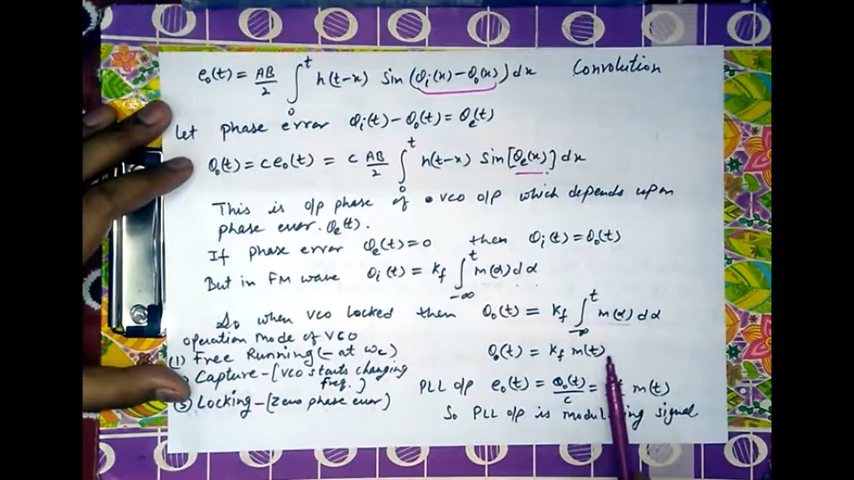 e₀(t) = AB/2 ∫₀ᵗ h(t-x) sin (θᵢ(x) - θ₀(x)) dx Convolution
Let phase error θᵢ(t) - θ₀(t) = θₑ(t)
θ₀(t) = c e₀(t) = c AB/2 ∫₀ᵗ h(t-x) sin [θₑ(x)] dx
This is o/p phase of VCO o/p which depends upon
phase error. θₑ(t).
If phase error θₑ(t) = 0 then θᵢ(t) = θ₀(t)
But in FM wave θᵢ(t) = kf ∫₋∞ᵗ m(α) dα
So when VCO locked then θ₀(t) = kf ∫₋∞ᵗ m(α) dα
operation mode of VCO
(1) Free Running (- at ωc) θ₀(t) = kf m(t)
Capture - [VCO starts changing
freq.]
PLL o/p e₀(t) = θ₀(t)/c = m(t)
(3) Locking - [zero phase error]
So PLL o/p is modulating signal